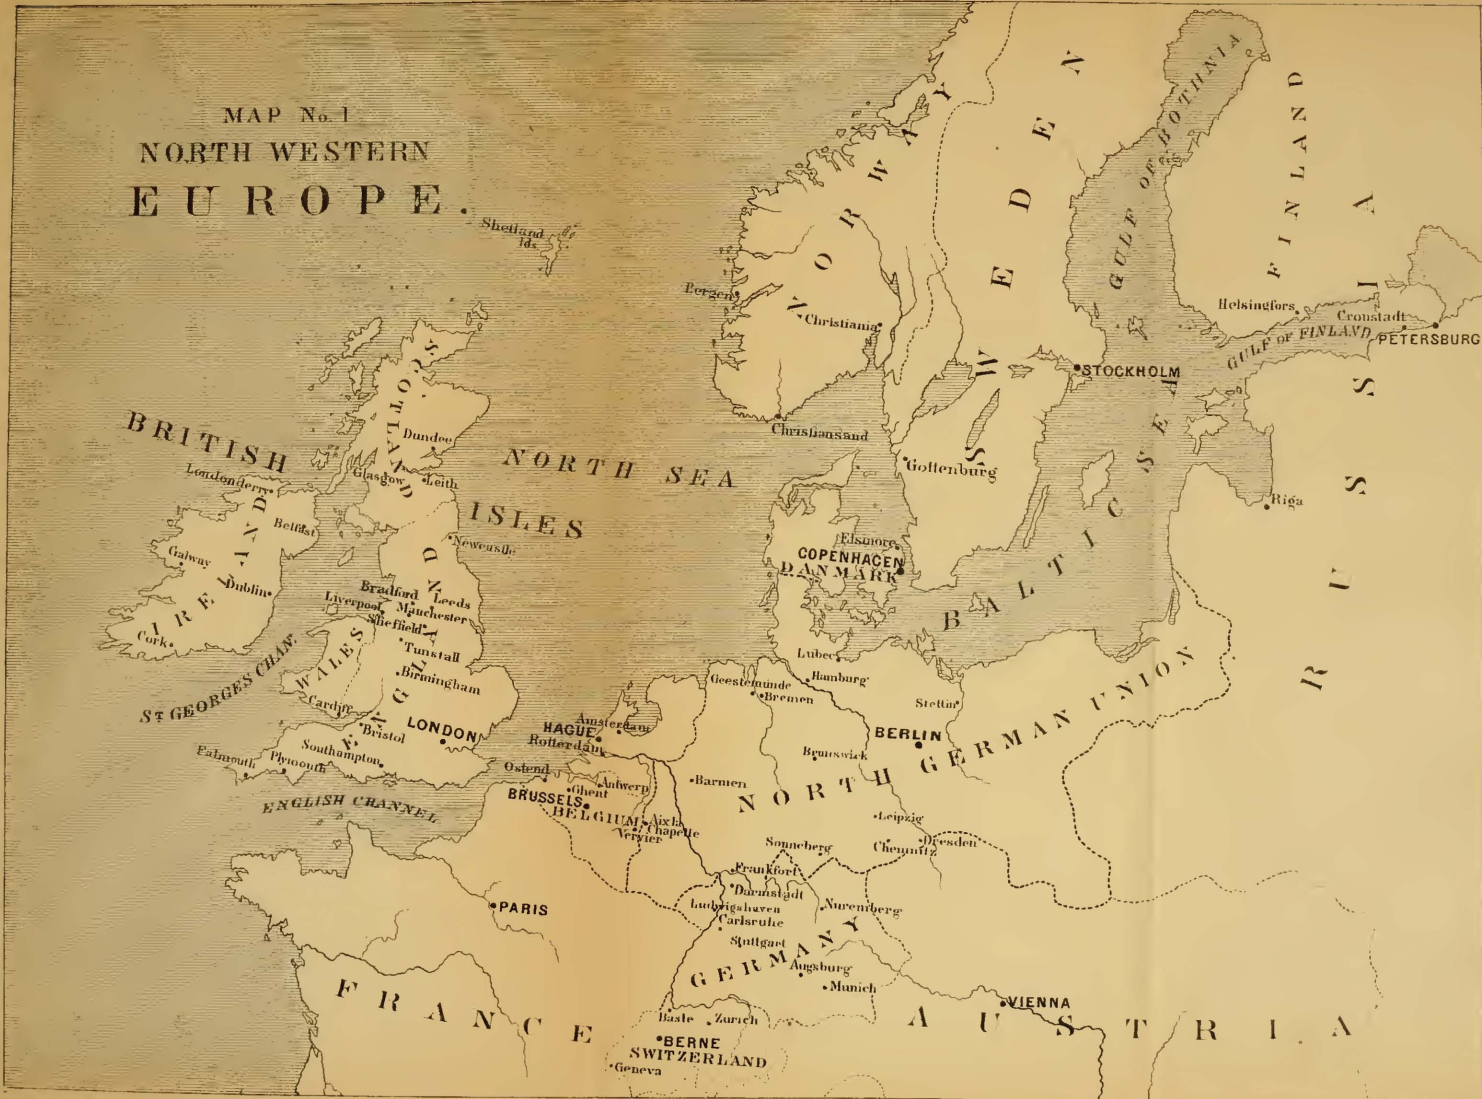 MAP No. 1
NORTH WESTERN
EUROPE.
Shetland
Ids.
NORWAY
SWEDEN
GULF OF BOTHNIA
FINLAND
RUSSIA
Bergen
Christiania
Christiansand
STOCKHOLM
Gottenburg
Helsingfors
Cronstadt
PETERSBURG
GULF OF FINLAND
Riga
BALTIC SEA
NORTH SEA
BRITISH
ISLES
SCOTLAND
Dundee
Glasgow
Leith
Londonderry
Belfast
IRELAND
Galway
Dublin
Cork
Newcastle
ENGLAND
Bradford
Leeds
Liverpool
Manchester
Sheffield
Tunstall
Birmingham
WALES
Cardiff
Bristol
LONDON
Southampton
Plymouth
Falmouth
ST GEORGES CHAN.
ENGLISH CHANNEL
Elsinore
COPENHAGEN
DANMARK
Lubec
Hamburg
Geestemunde
Bremen
Stettin
BERLIN
Brunswick
NORTH GERMAN UNION
Amsterdam
HAGUE
Rotterdam
Ostend
Antwerp
Ghent
BRUSSELS
BELGIUM
Aix la
Chapelle
Vervier
Barmen
Leipzig
Dresden
Chemnitz
Sonneberg
Frankfort
Darmstadt
Ludwigshaven
Carlsruhe
Nuremberg
Stuttgart
GERMANY
Augsburg
Munich
PARIS
FRANCE
Basle
Zurich
BERNE
SWITZERLAND
Geneva
VIENNA
AUSTRIA